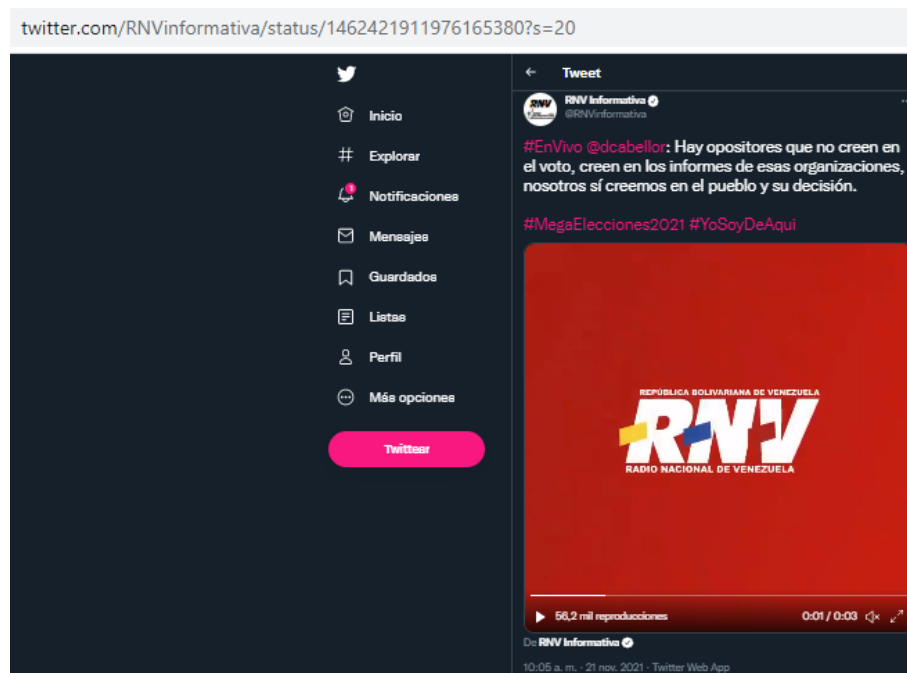 twitter.com/RNVinformativa/status/1462421911976165380?s=20
Inicio
Explorar
1
Notificaciones
Mensajes
Guardados
Listas
Perfil
Más opciones
Twittear
Tweet
RNV
RNV Informativa
@RNVinformativa
#EnVivo @dcabellor: Hay opositores que no creen en
el voto, creen en los informes de esas organizaciones,
nosotros sí creemos en el pueblo y su decisión.
#MegaElecciones2021 #YoSoyDeAqui
REPÚBLICA BOLIVARIANA DE VENEZUELA
RNV
RADIO NACIONAL DE VENEZUELA
56,2 mil reproducciones
0:01 / 0:03
De RNV Informativa
10:05 a. m. · 21 nov. 2021 · Twitter Web App